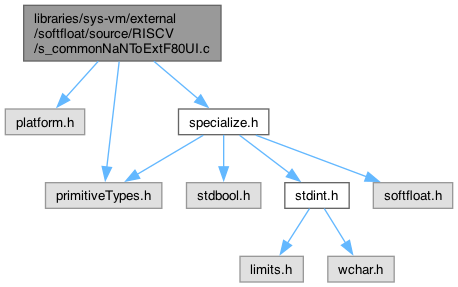 libraries/sys-vm/external
/softfloat/source/RISCV
/s_commonNaNToExtF80UI.c
platform.h
specialize.h
primitiveTypes.h
stdbool.h
stdint.h
softfloat.h
limits.h
wchar.h